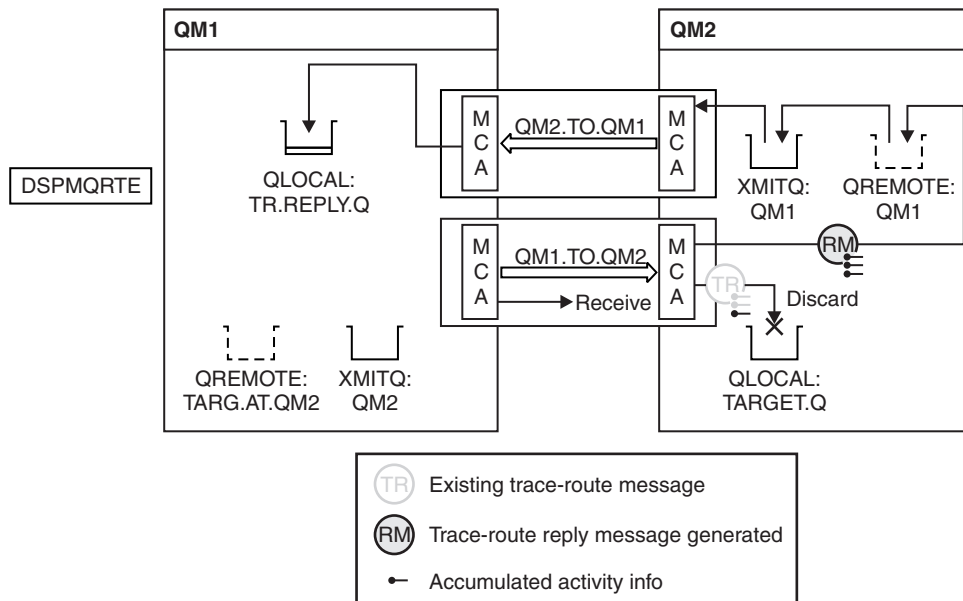 QM1
QM2
M
C
A
QM2.TO.QM1
M
C
A
DSPMQRTE
QLOCAL:
TR.REPLY.Q
XMITQ:
QM1
QREMOTE:
QM1
M
C
A
QM1.TO.QM2
Receive
M
C
A
TR
RM
Discard
QREMOTE:
TARG.AT.QM2
XMITQ:
QM2
QLOCAL:
TARGET.Q
TR
Existing trace-route message
RM
Trace-route reply message generated
Accumulated activity info